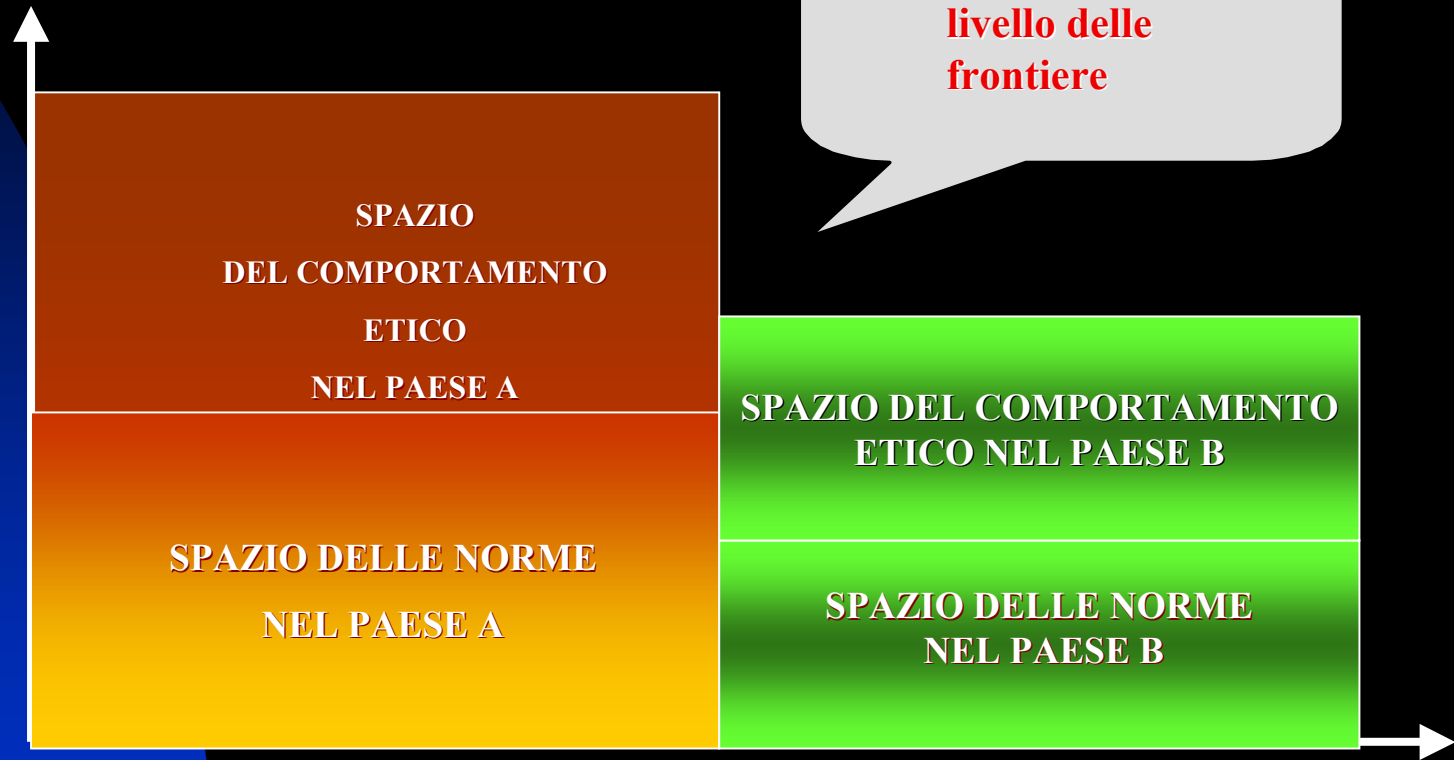 livello delle
frontiere
SPAZIO
DEL COMPORTAMENTO
ETICO
NEL PAESE A
SPAZIO DELLE NORME
NEL PAESE A
SPAZIO DEL COMPORTAMENTO
ETICO NEL PAESE B
SPAZIO DELLE NORME
NEL PAESE B